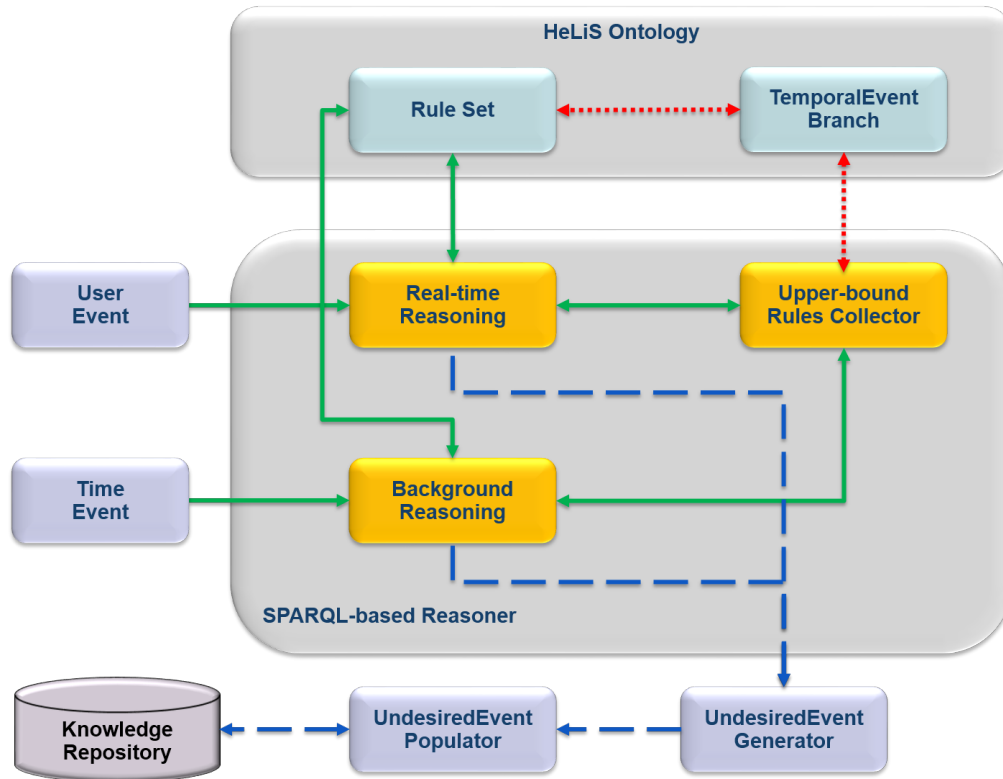 HeLiS Ontology
Rule Set
TemporalEvent
Branch
User
Event
Real-time
Reasoning
Upper-bound
Rules Collector
Time
Event
Background
Reasoning
SPARQL-based Reasoner
Knowledge
Repository
UndesiredEvent
Populator
UndesiredEvent
Generator